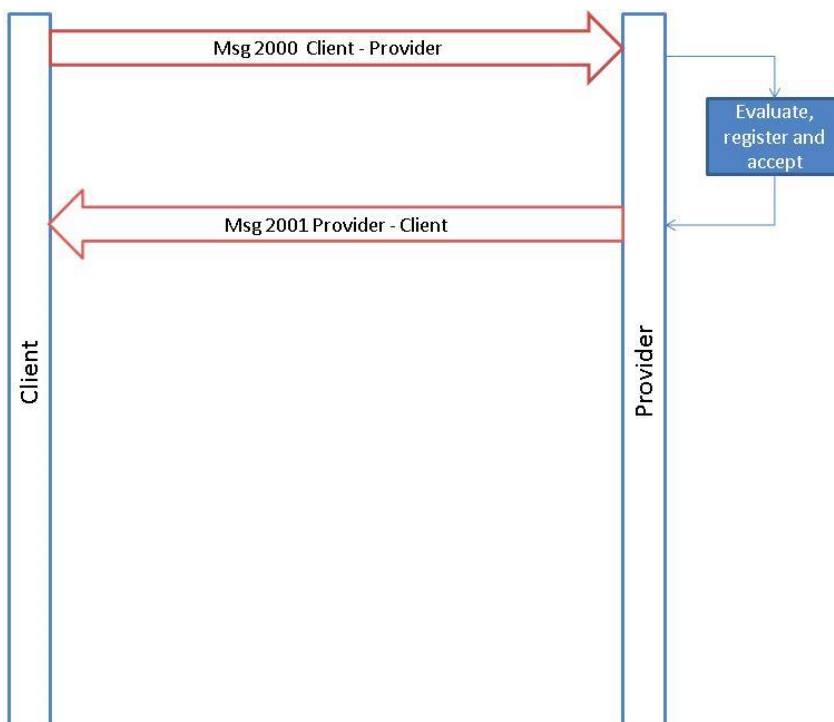 Msg 2000  Client - Provider
Evaluate,
register and
accept
Msg 2001 Provider - Client
Client
Provider